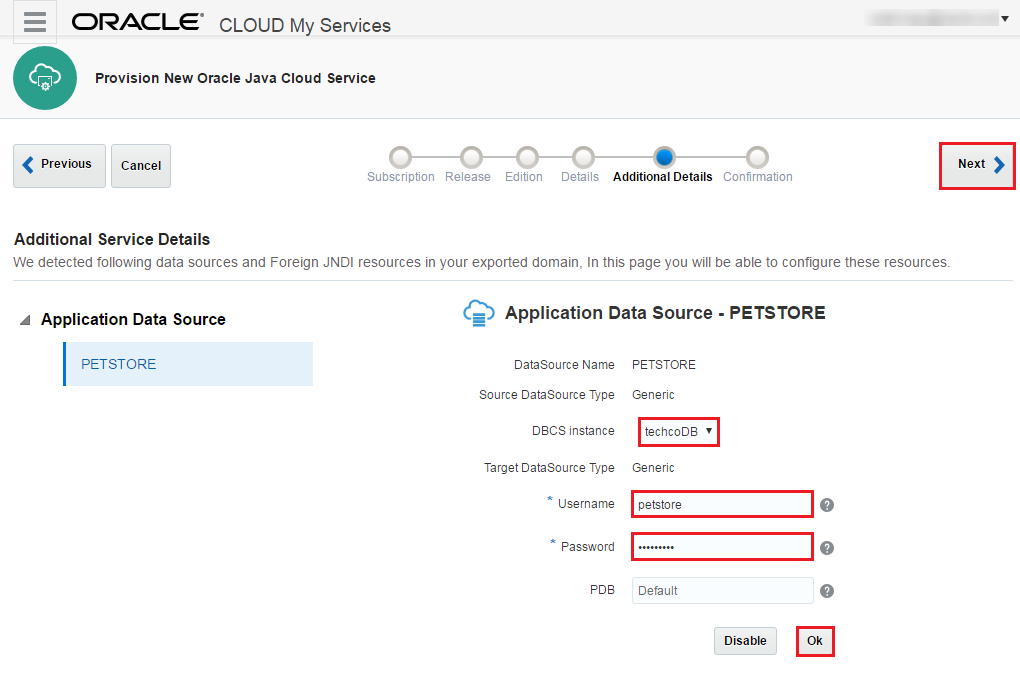 ORACLE® CLOUD My Services
Provision New Oracle Java Cloud Service
Previous
Cancel
Subscription Release Edition Details Additional Details Confirmation
Next
Additional Service Details
We detected following data sources and Foreign JNDI resources in your exported domain, In this page you will be able to configure these resources.
Application Data Source
PETSTORE
Application Data Source - PETSTORE
DataSource Name PETSTORE
Source DataSource Type Generic
DBCS instance techcoDB
Target DataSource Type Generic
* Username petstore ?
* Password ••••••••• ?
PDB Default ?
Disable Ok